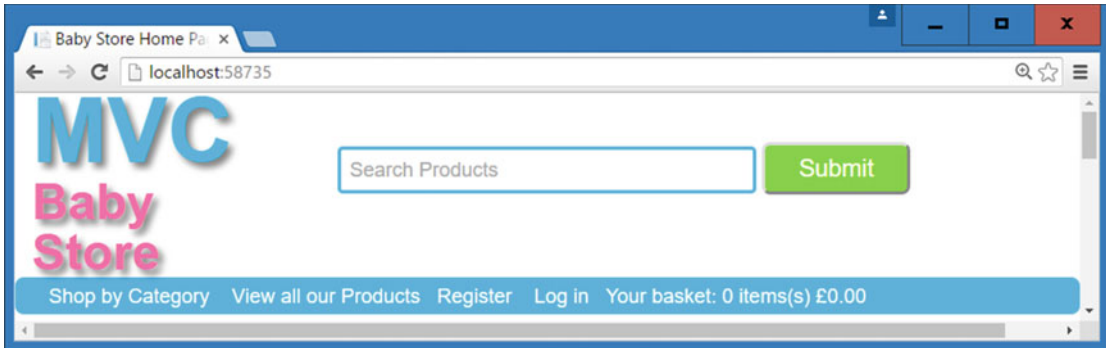 Baby Store Home Pa
localhost:58735
MVC
Baby
Store
Search Products
Submit
Shop by Category View all our Products Register Log in Your basket: 0 items(s) £0.00